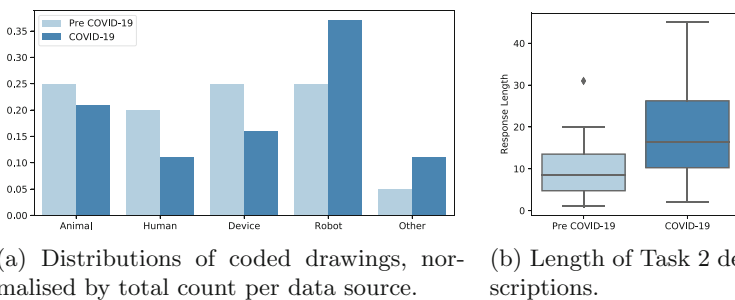 Pre COVID-19
COVID-19
0.35
0.30
0.25
0.20
0.15
0.10
0.05
0.00
Animal
Human
Device
Robot
Other
(a) Distributions of coded drawings, nor-
malised by total count per data source.
Response Length
40
30
20
10
0
Pre COVID-19
COVID-19
(b) Length of Task 2 de
scriptions.